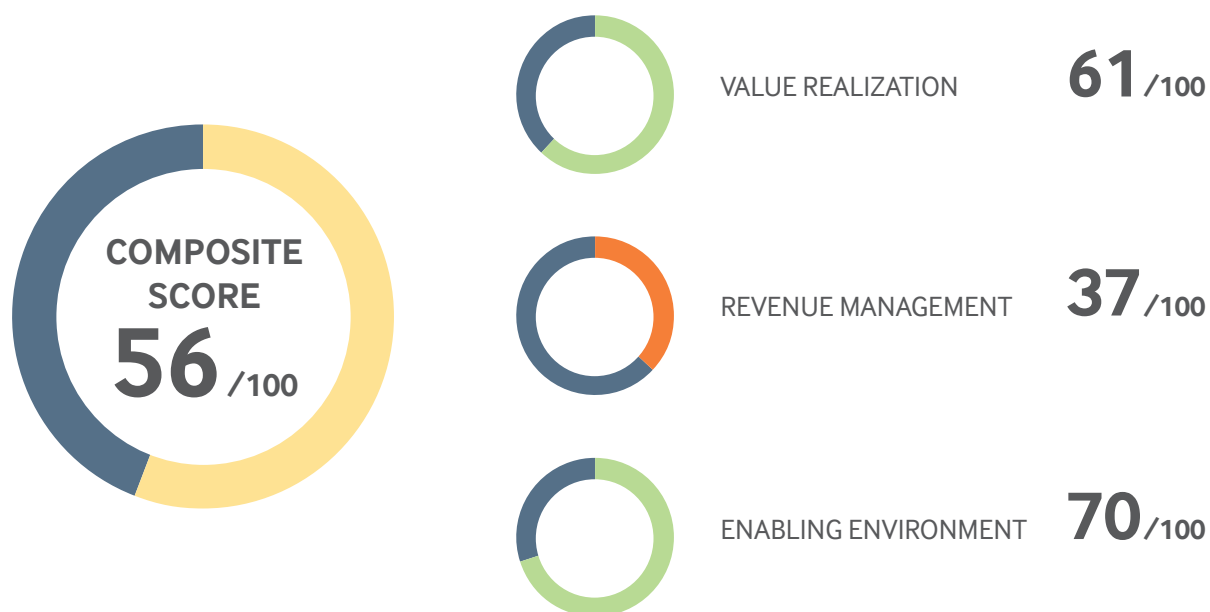 COMPOSITE
SCORE
56 /100
VALUE REALIZATION 61/100
REVENUE MANAGEMENT 37/100
ENABLING ENVIRONMENT 70/100